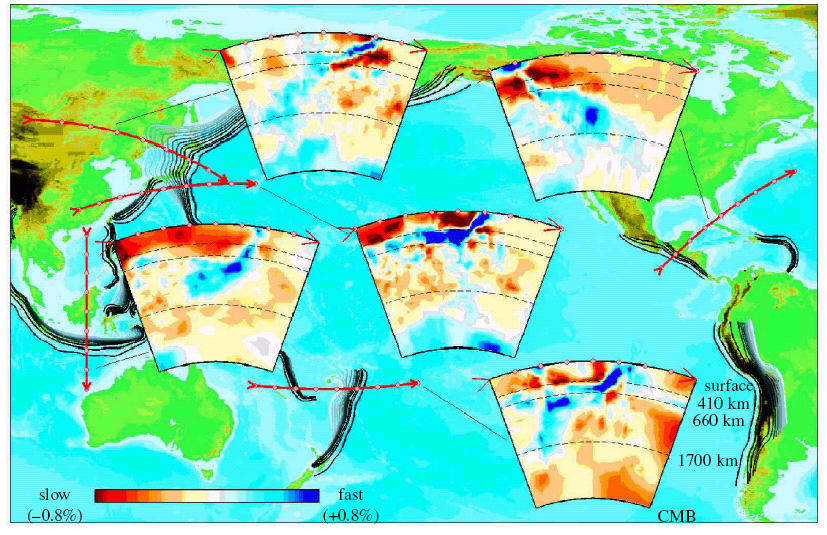 surface
410 km
660 km
1700 km
slow
fast
(−0.8%)
(+0.8%)
CMB